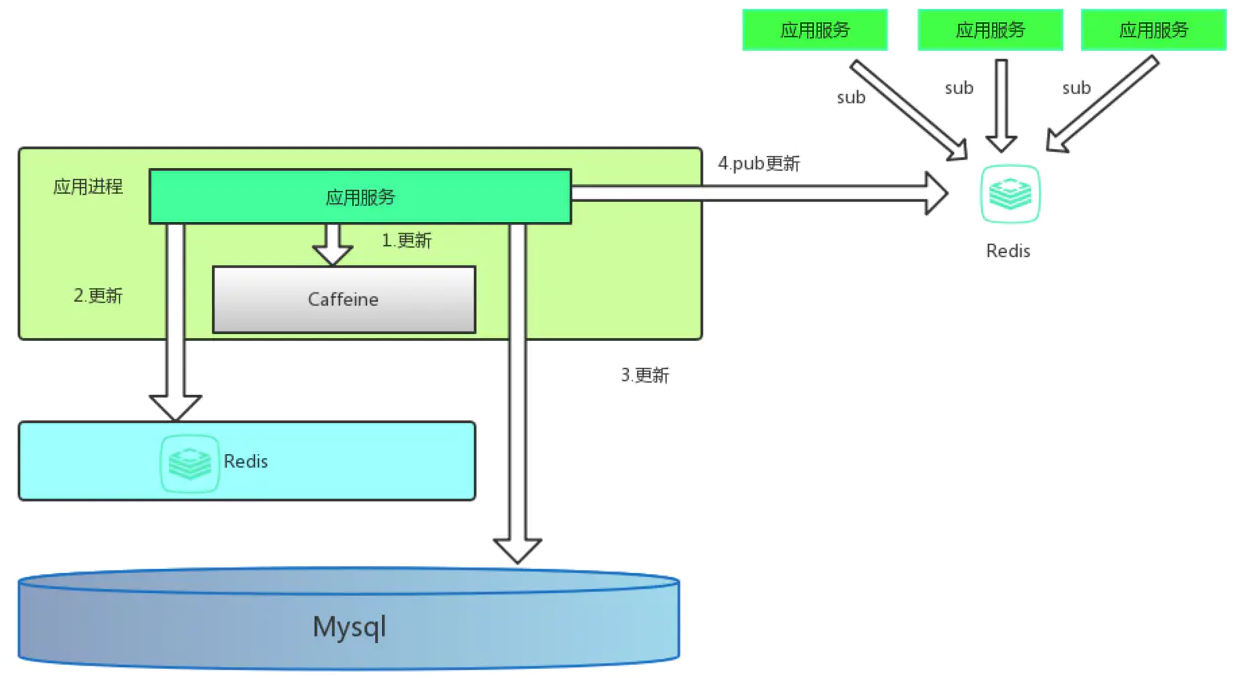 应用服务
应用服务
应用服务
sub
sub
sub
4.pub更新
应用进程
应用服务
Redis
1.更新
2.更新
Caffeine
3.更新
Redis
Mysql